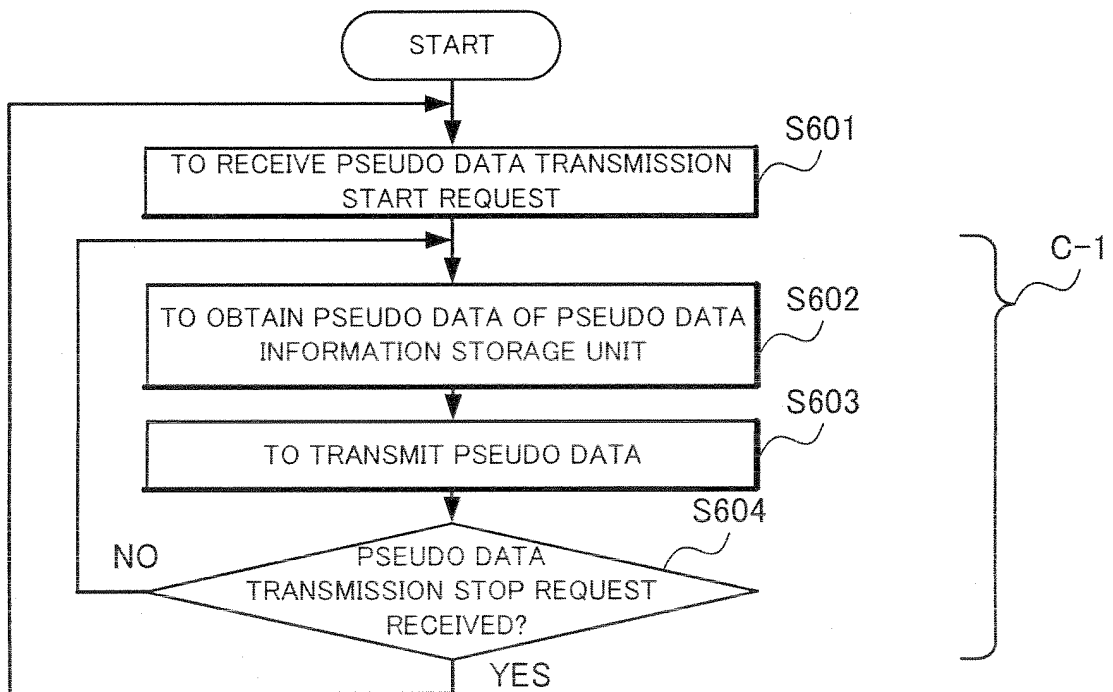 START
S601
TO RECEIVE PSEUDO DATA TRANSMISSION
START REQUEST
C-1
S602
TO OBTAIN PSEUDO DATA OF PSEUDO DATA
INFORMATION STORAGE UNIT
S603
TO TRANSMIT PSEUDO DATA
S604
NO
PSEUDO DATA
TRANSMISSION STOP REQUEST
RECEIVED?
YES